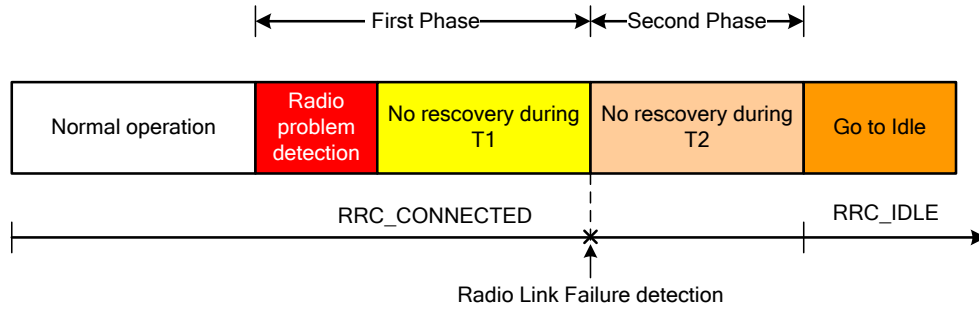 First Phase
Second Phase
Normal operation
Radio
problem
detection
No rescovery during
T1
No rescovery during
T2
Go to Idle
RRC_CONNECTED
RRC_IDLE
Radio Link Failure detection